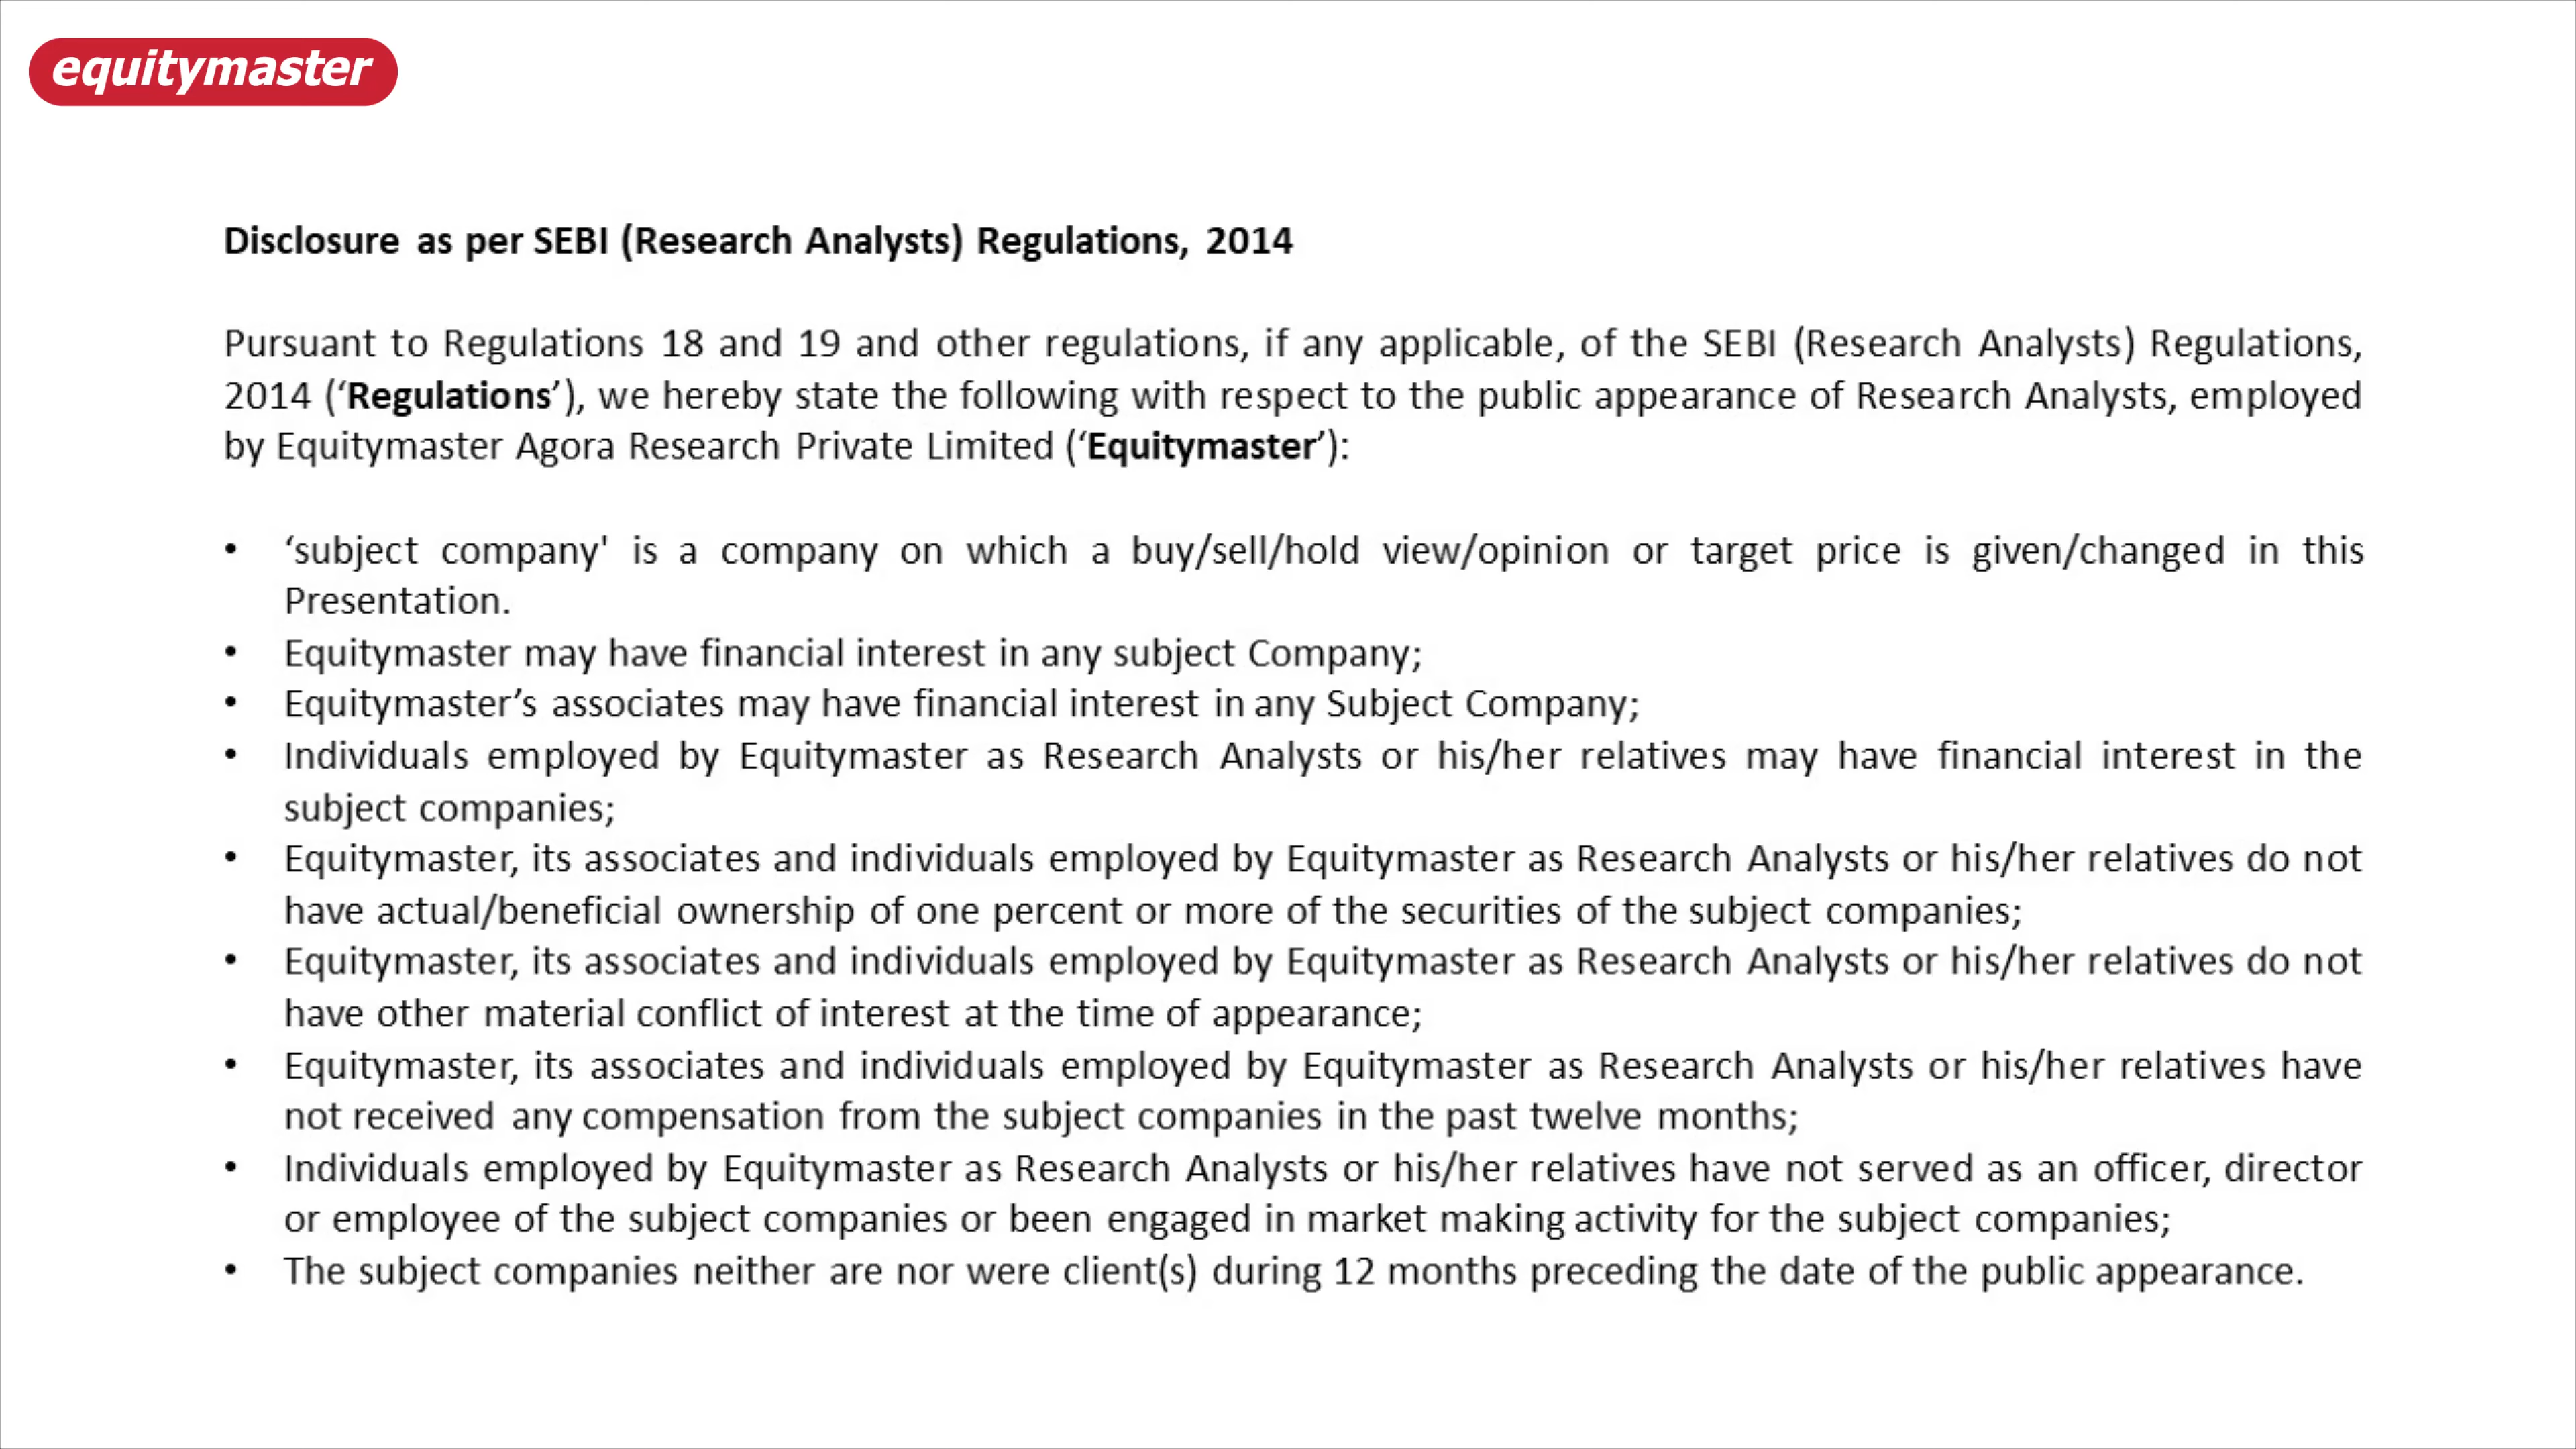 equitymaster
Disclosure as per SEBI (Research Analysts) Regulations, 2014
Pursuant to Regulations 18 and 19 and other regulations, if any applicable, of the SEBI (Research Analysts) Regulations,
2014 (‘Regulations’), we hereby state the following with respect to the public appearance of Research Analysts, employed
by Equitymaster Agora Research Private Limited (‘Equitymaster’):
• ‘subject company' is a company on which a buy/sell/hold view/opinion or target price is given/changed in this
Presentation.
• Equitymaster may have financial interest in any subject Company;
• Equitymaster’s associates may have financial interest in any Subject Company;
• Individuals employed by Equitymaster as Research Analysts or his/her relatives may have financial interest in the
subject companies;
• Equitymaster, its associates and individuals employed by Equitymaster as Research Analysts or his/her relatives do not
have actual/beneficial ownership of one percent or more of the securities of the subject companies;
• Equitymaster, its associates and individuals employed by Equitymaster as Research Analysts or his/her relatives do not
have other material conflict of interest at the time of appearance;
• Equitymaster, its associates and individuals employed by Equitymaster as Research Analysts or his/her relatives have
not received any compensation from the subject companies in the past twelve months;
• Individuals employed by Equitymaster as Research Analysts or his/her relatives have not served as an officer, director
or employee of the subject companies or been engaged in market making activity for the subject companies;
• The subject companies neither are nor were client(s) during 12 months preceding the date of the public appearance.